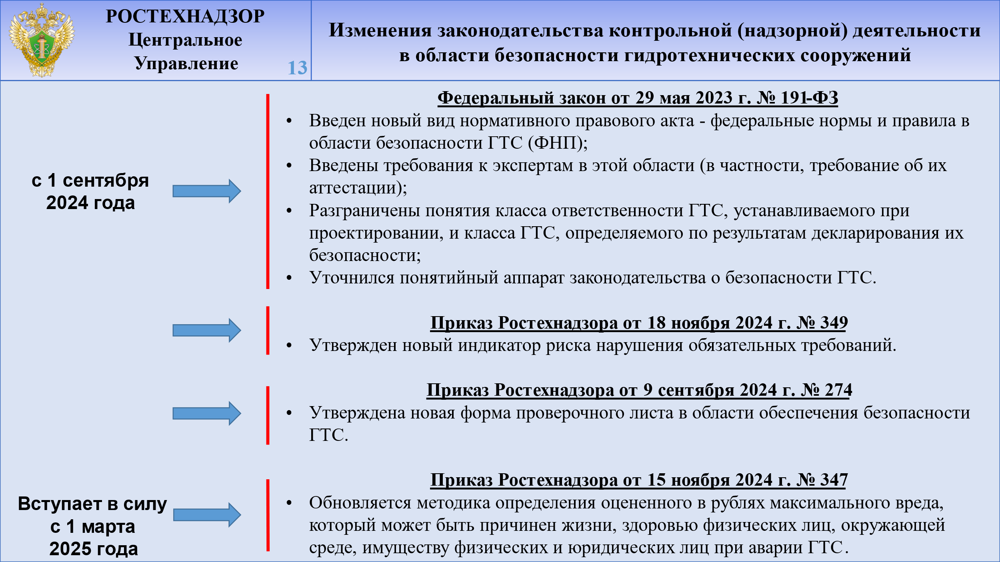 РОСТЕХНАДЗОР
Центральное
Управление
13
Изменения законодательства контрольной (надзорной) деятельности
в области безопасности гидротехнических сооружений
с 1 сентября
2024 года
Федеральный закон от 29 мая 2023 г. № 191-ФЗ
• Введен новый вид нормативного правового акта - федеральные нормы и правила в
области безопасности ГТС (ФНП);
• Введены требования к экспертам в этой области (в частности, требование об их
аттестации);
• Разграничены понятия класса ответственности ГТС, устанавливаемого при
проектировании, и класса ГТС, определяемого по результатам декларирования их
безопасности;
• Уточнился понятийный аппарат законодательства о безопасности ГТС.
Приказ Ростехнадзора от 18 ноября 2024 г. № 349
• Утвержден новый индикатор риска нарушения обязательных требований.
Приказ Ростехнадзора от 9 сентября 2024 г. № 274
• Утверждена новая форма проверочного листа в области обеспечения безопасности
ГТС.
Вступает в силу
с 1 марта
2025 года
Приказ Ростехнадзора от 15 ноября 2024 г. № 347
• Обновляется методика определения оцененного в рублях максимального вреда,
который может быть причинен жизни, здоровью физических лиц, окружающей
среде, имуществу физических и юридических лиц при аварии ГТС.